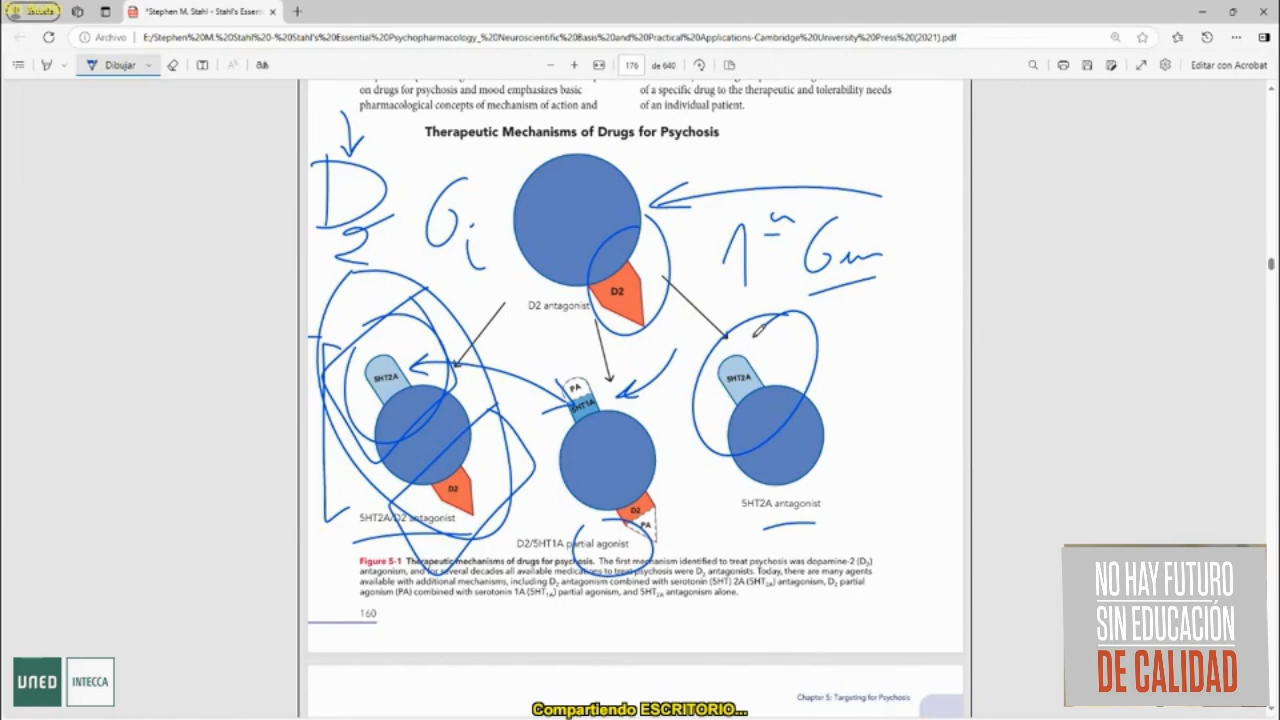 Escuela
*Stephen M. Stahl - Stahl's Essen
Archivo
E:/Stephen%20M.%20Stahl%20-%20Stahl's%20Essential%20Psychopharmacology_%20Neuroscientific%20Basis%20and%20Practical%20Applications-Cambridge%20University%20Press%20(2021).pdf
Dibujar
176
de 640
Editar con Acrobat
on drugs for psychosis and mood emphasizes basic
pharmacological concepts of mechanism of action and
of a specific drug to the therapeutic and tolerability needs
of an individual patient.
Therapeutic Mechanisms of Drugs for Psychosis
D2
Gi
1ª Gen
D2
D2 antagonist
5HT2A
D2
5HT2A/D2 antagonist
PA
5HT1A
D2
PA
D2/5HT1A partial agonist
5HT2A
5HT2A antagonist
Figure 5-1 Therapeutic mechanisms of drugs for psychosis. The first mechanism identified to treat psychosis was dopamine-2 (D2)
antagonism, and for several decades all available medications to treat psychosis were D2 antagonists. Today, there are many agents
available with additional mechanisms, including D2 antagonism combined with serotonin (5HT) 2A (5HT2A) antagonism, D2 partial
agonism (PA) combined with serotonin 1A (5HT1A) partial agonism, and 5HT2A antagonism alone.
160
Chapter 5: Targeting for Psychosis
UNED
INTECCA
Compartiendo ESCRITORIO...
NO HAY FUTURO
SIN EDUCACIÓN
DE CALIDAD